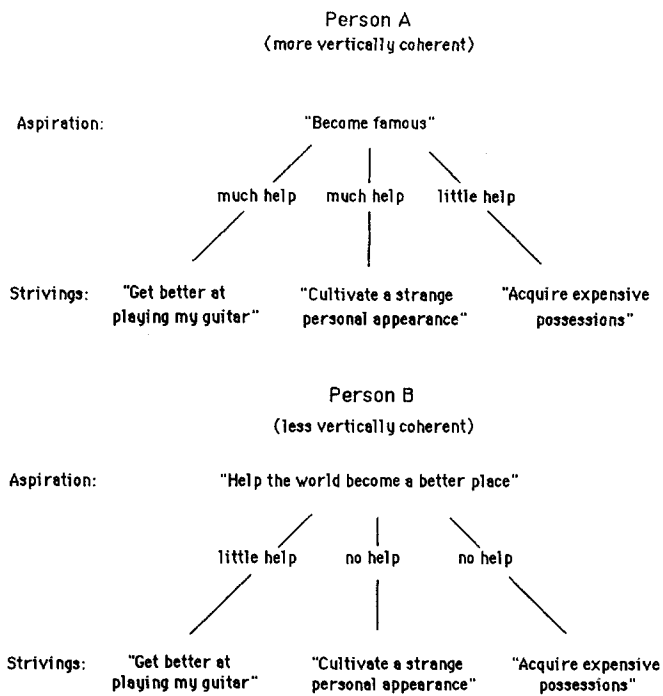 Person A
(more vertically coherent)
Aspiration: "Become famous"
much help much help little help
Strivings: "Get better at "Cultivate a strange "Acquire expensive
playing my guitar" personal appearance" possessions"
Person B
(less vertically coherent)
Aspiration: "Help the world become a better place"
little help no help no help
Strivings: "Get better at "Cultivate a strange "Acquire expensive
playing my guitar" personal appearance" possessions"